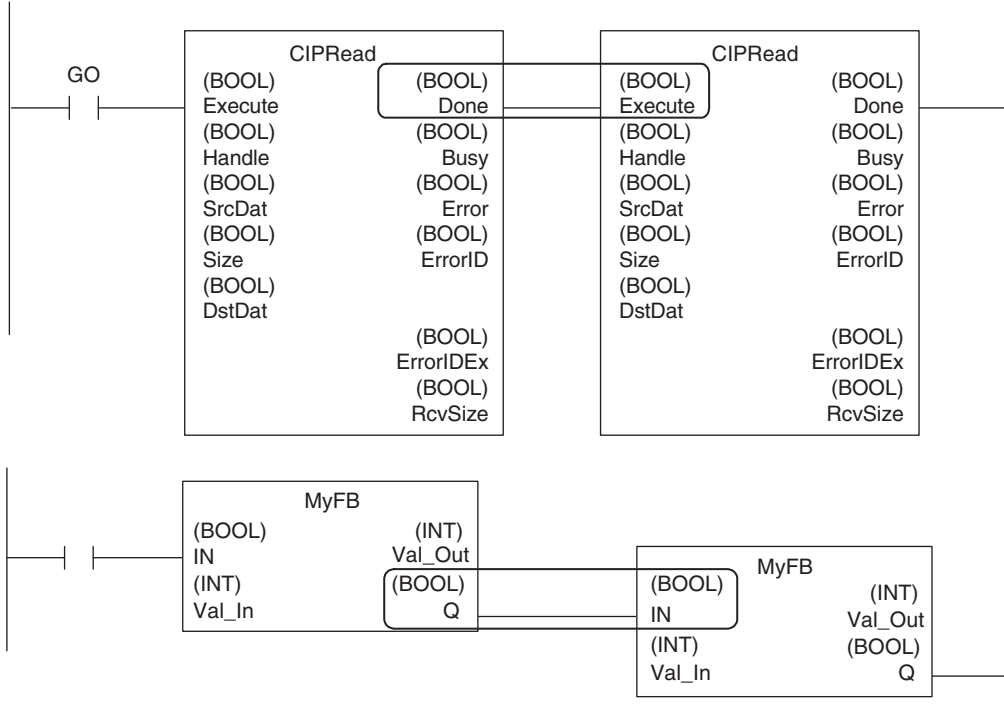 GO
CIPRead
(BOOL) (BOOL)
Execute Done
(BOOL) (BOOL)
Handle Busy
(BOOL) (BOOL)
SrcDat Error
(BOOL) (BOOL)
Size ErrorID
(BOOL)
DstDat
(BOOL)
ErrorIDEx
(BOOL)
RcvSize
CIPRead
(BOOL) (BOOL)
Execute Done
(BOOL) (BOOL)
Handle Busy
(BOOL) (BOOL)
SrcDat Error
(BOOL) (BOOL)
Size ErrorID
(BOOL)
DstDat
(BOOL)
ErrorIDEx
(BOOL)
RcvSize
MyFB
(BOOL) (INT)
IN Val_Out
(INT) (BOOL)
Val_In Q
MyFB
(BOOL) (INT)
IN Val_Out
(INT) (BOOL)
Val_In Q